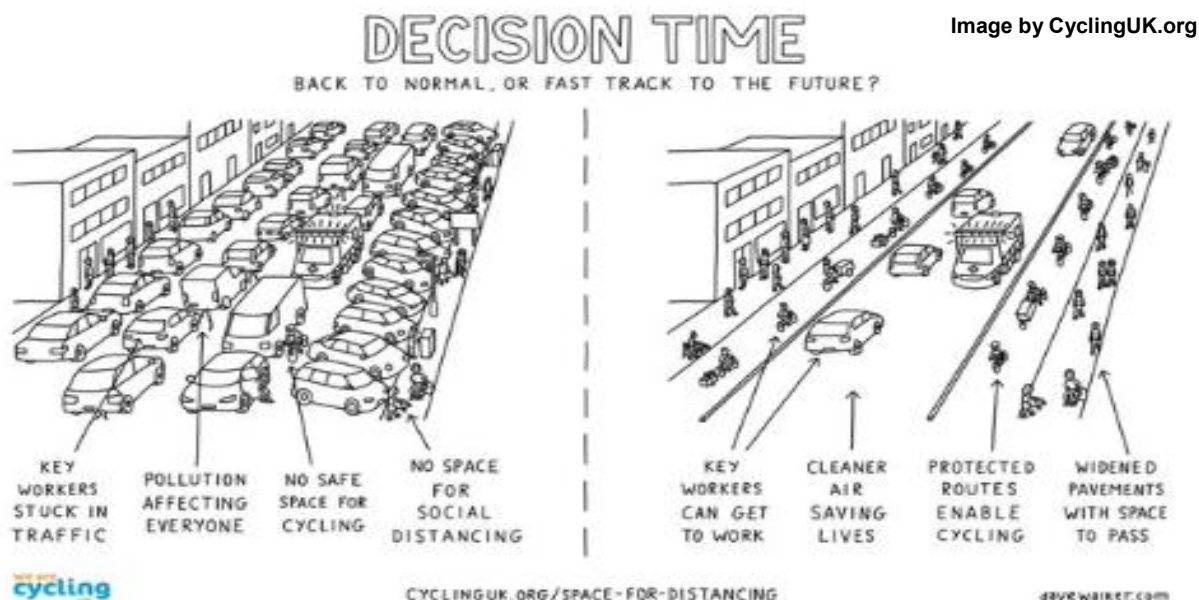 Image by CyclingUK.org
DECISION TIME
BACK TO NORMAL, OR FAST TRACK TO THE FUTURE?
KEY
WORKERS
STUCK IN
TRAFFIC
POLLUTION
AFFECTING
EVERYONE
NO SAFE
SPACE FOR
CYCLING
NO SPACE
FOR
SOCIAL
DISTANCING
KEY
WORKERS
CAN GET
TO WORK
CLEANER
AIR
SAVING
LIVES
PROTECTED
ROUTES
ENABLE
CYCLING
WIDENED
PAVEMENTS
WITH SPACE
TO PASS
we are
cycling
CYCLINGUK.ORG/SPACE-FOR-DISTANCING
davewalker.com